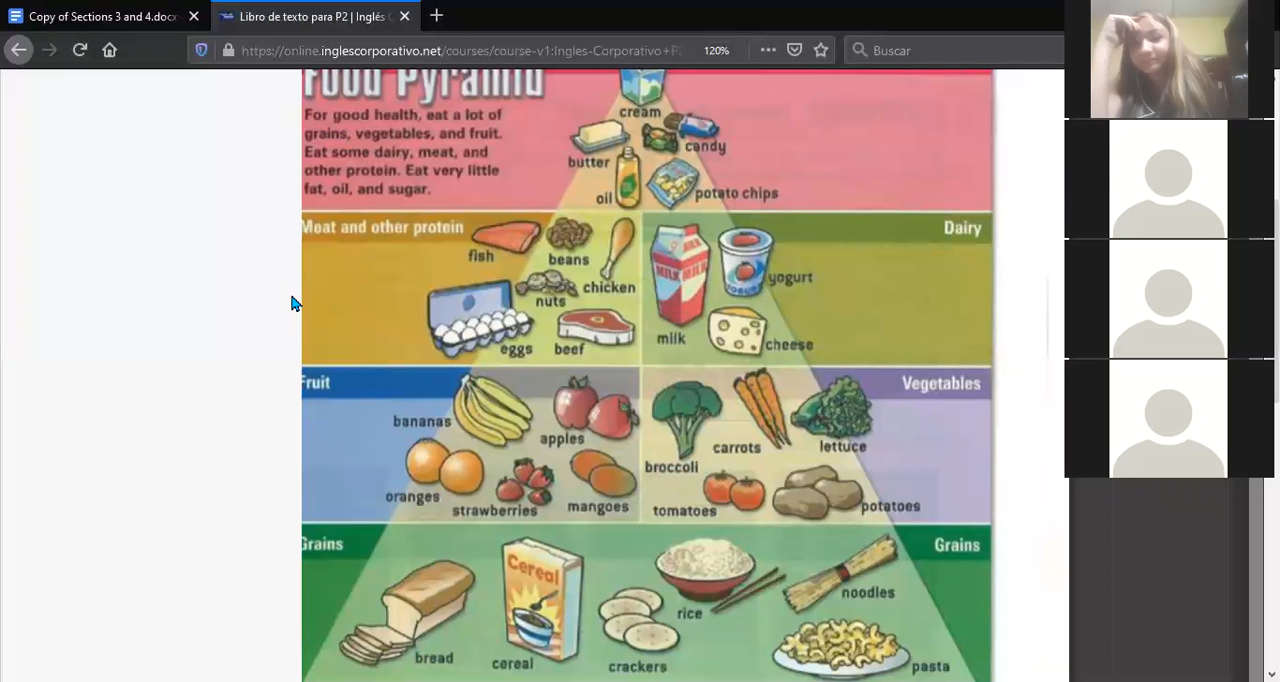 Copy of Sections 3 and 4.docx
Libro de texto para P2 | Inglés C
https://online.inglescorporativo.net/courses/course-v1:Ingles-Corporativo+P
120%
Buscar
Food Pyramid
For good health, eat a lot of
grains, vegetables, and fruit.
Eat some dairy, meat, and
other protein. Eat very little
fat, oil, and sugar.
cream
butter
candy
oil
potato chips
Meat and other protein
Dairy
fish
beans
chicken
nuts
eggs
beef
MILK MILK
YOGURT
yogurt
milk
cheese
Fruit
Vegetables
bananas
apples
oranges
strawberries
mangoes
broccoli
carrots
lettuce
tomatoes
potatoes
Grains
Grains
Cereal
bread
cereal
crackers
rice
noodles
pasta